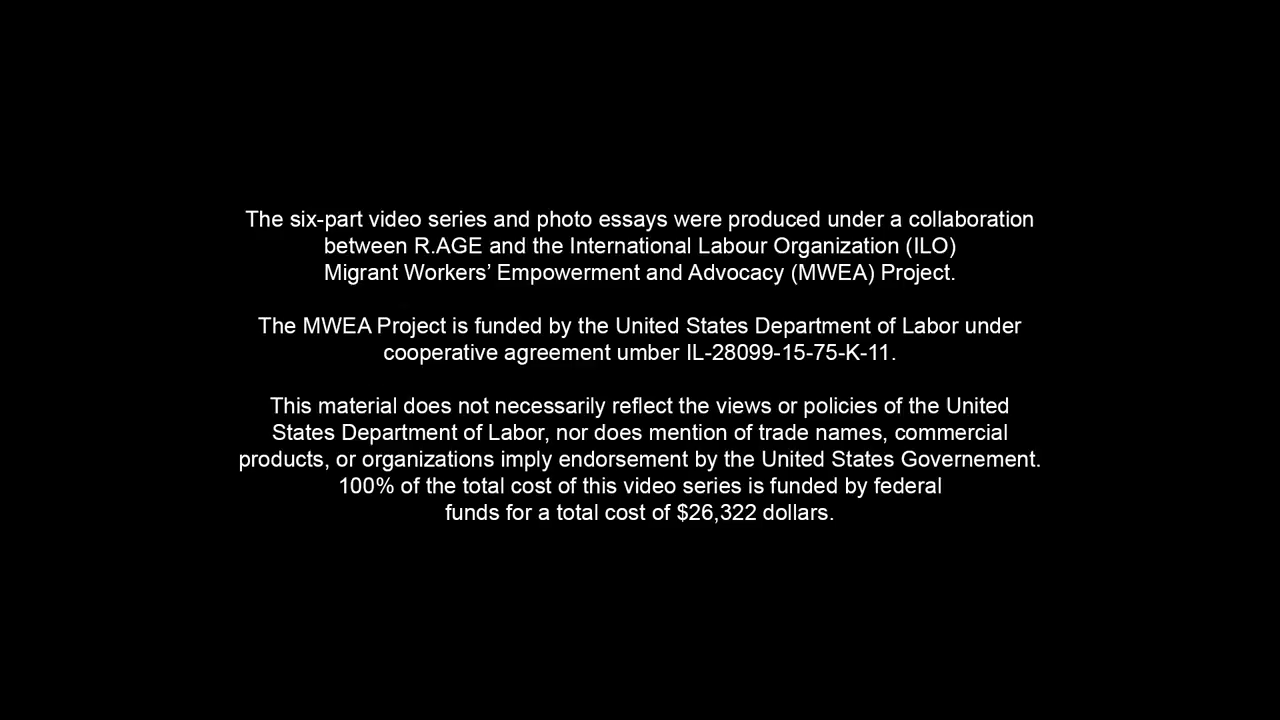 The six-part video series and photo essays were produced under a collaboration
between R.AGE and the International Labour Organization (ILO)
Migrant Workers’ Empowerment and Advocacy (MWEA) Project.
The MWEA Project is funded by the United States Department of Labor under
cooperative agreement umber IL-28099-15-75-K-11.
This material does not necessarily reflect the views or policies of the United
States Department of Labor, nor does mention of trade names, commercial
products, or organizations imply endorsement by the United States Governement.
100% of the total cost of this video series is funded by federal
funds for a total cost of $26,322 dollars.